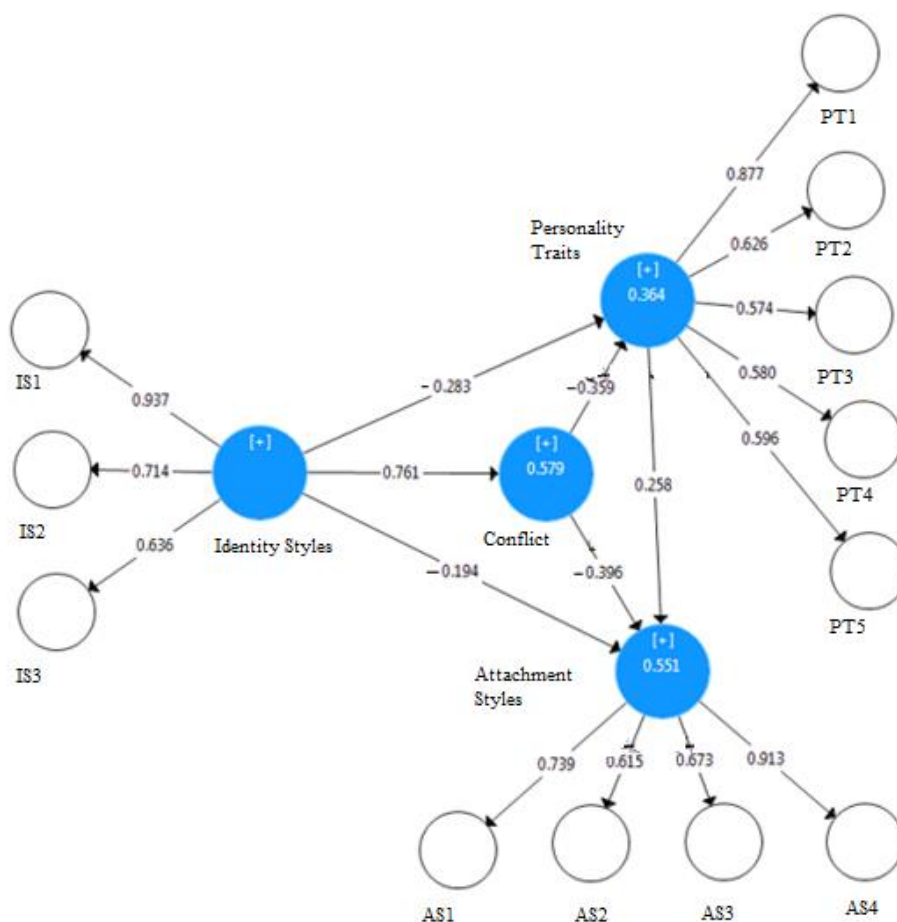 PT1
0.877
PT2
Personality
Traits
0.626
[+]
0.364
0.574
PT3
IS1
0.937
−0.283
−0.359
0.580
PT4
[+]
[+]
0.596
IS2
0.714
0.761
0.579
0.258
Identity Styles
Conflict
0.636
−0.194
−0.396
PT5
IS3
[+]
Attachment
Styles
0.551
0.739
0.615
0.673
0.913
AS1
AS2
AS3
AS4